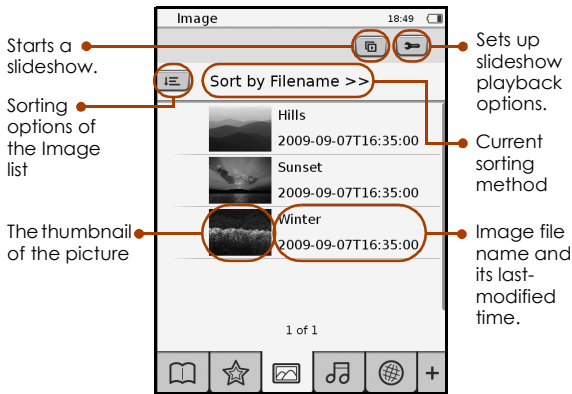 Image
18:49
Starts a
slideshow.
Sets up
slideshow
playback
options.
Sort by Filename >>
Sorting
options of
the Image
list
Hills
2009-09-07T16:35:00
Current
sorting
method
Sunset
2009-09-07T16:35:00
The thumbnail
of the picture
Winter
2009-09-07T16:35:00
Image file
name and
its last-
modified
time.
1 of 1
+